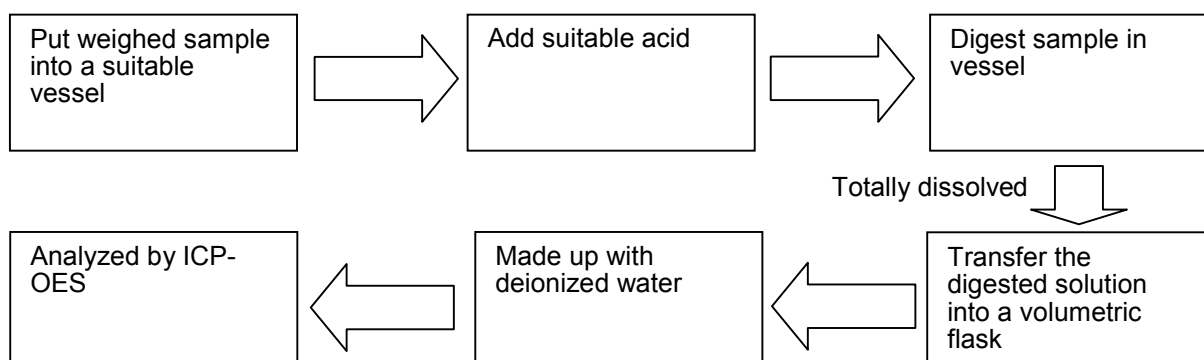 Put weighed sample
into a suitable
vessel
Add suitable acid
Digest sample in
vessel
Totally dissolved
Transfer the
digested solution
into a volumetric
flask
Made up with
deionized water
Analyzed by ICP-
OES